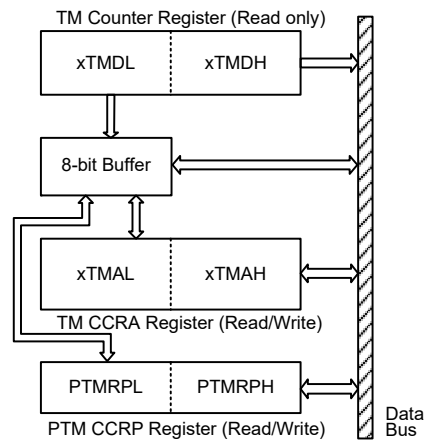 TM Counter Register (Read only)
xTMDL xTMDH
8-bit Buffer
xTMAL xTMAH
TM CCRA Register (Read/Write)
PTMRPL PTMRPH
PTM CCRP Register (Read/Write)
Data
Bus